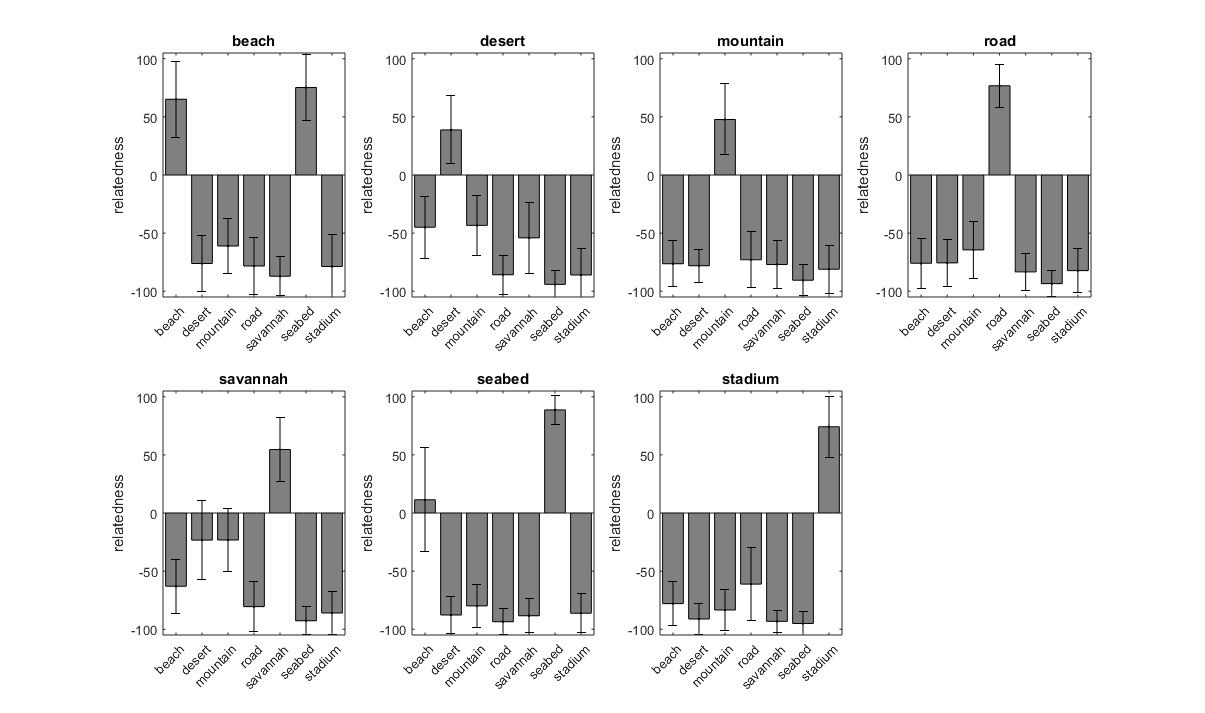 beach
desert
mountain
road
100
50
0
-50
-100
relatedness
beach
desert
mountain
road
savannah
seabed
stadium
100
50
0
-50
-100
relatedness
beach
desert
mountain
road
savannah
seabed
stadium
100
50
0
-50
-100
relatedness
beach
desert
mountain
road
savannah
seabed
stadium
100
50
0
-50
-100
relatedness
beach
desert
mountain
road
savannah
seabed
stadium
savannah
seabed
stadium
100
50
0
-50
-100
relatedness
beach
desert
mountain
road
savannah
seabed
stadium
100
50
0
-50
-100
relatedness
beach
desert
mountain
road
savannah
seabed
stadium
100
50
0
-50
-100
relatedness
beach
desert
mountain
road
savannah
seabed
stadium